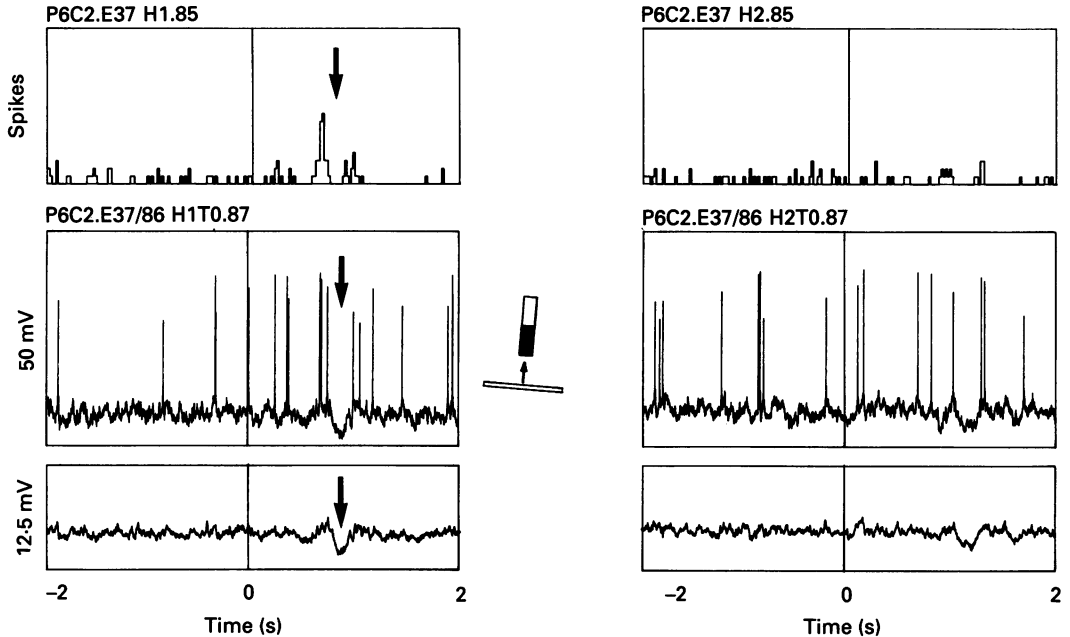 P6C2.E37 H1.85
P6C2.E37 H2.85
Spikes
P6C2.E37/86 H1T0.87
P6C2.E37/86 H2T0.87
50 mV
12·5 mV
−2 0 2
−2 0 2
Time (s)
Time (s)